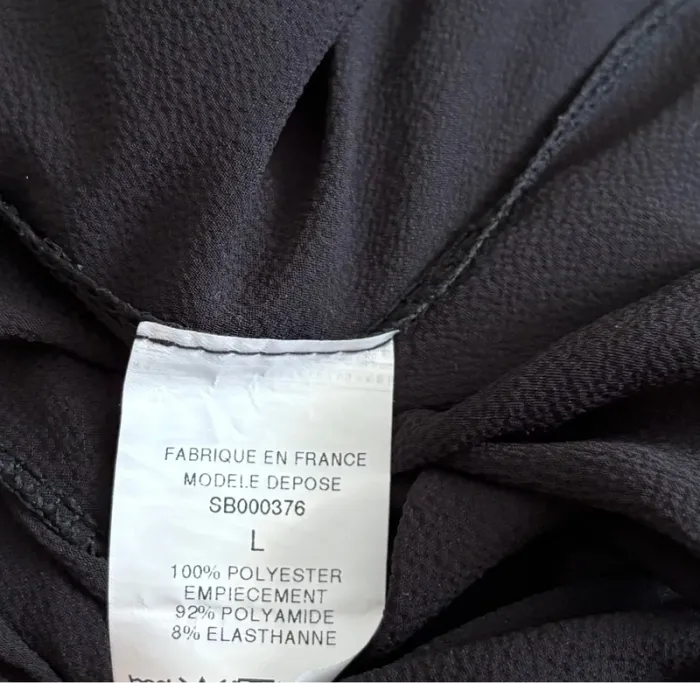 FABRIQUE EN FRANCE
MODELE DEPOSE
SB000376
L
100% POLYESTER
EMPIECEMENT
92% POLYAMIDE
8% ELASTHANNE